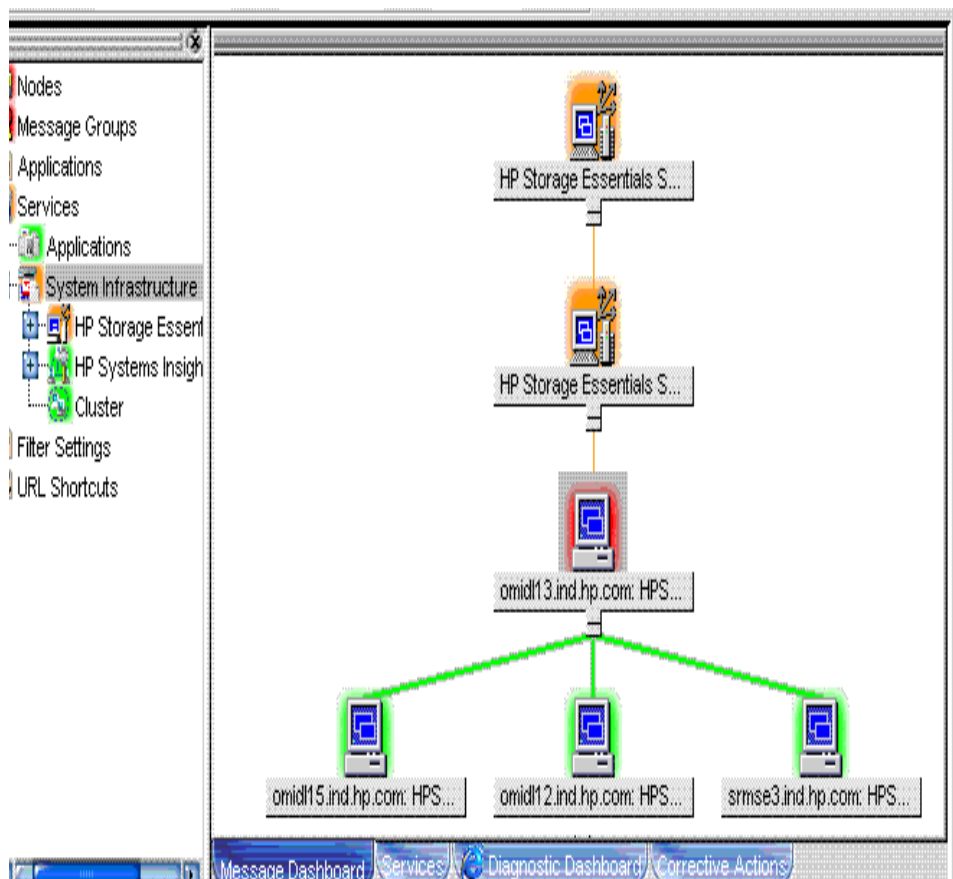 Nodes
Message Groups
Applications
Services
Applications
System Infrastructure
HP Storage Essent
HP Systems Insigh
Cluster
Filter Settings
URL Shortcuts
HP Storage Essentials S...
HP Storage Essentials S...
omidl13.ind.hp.com: HPS...
omidl15.ind.hp.com: HPS...
omidl12.ind.hp.com: HPS...
srmse3.ind.hp.com: HPS...
Message Dashboard
Services
Diagnostic Dashboard
Corrective Actions